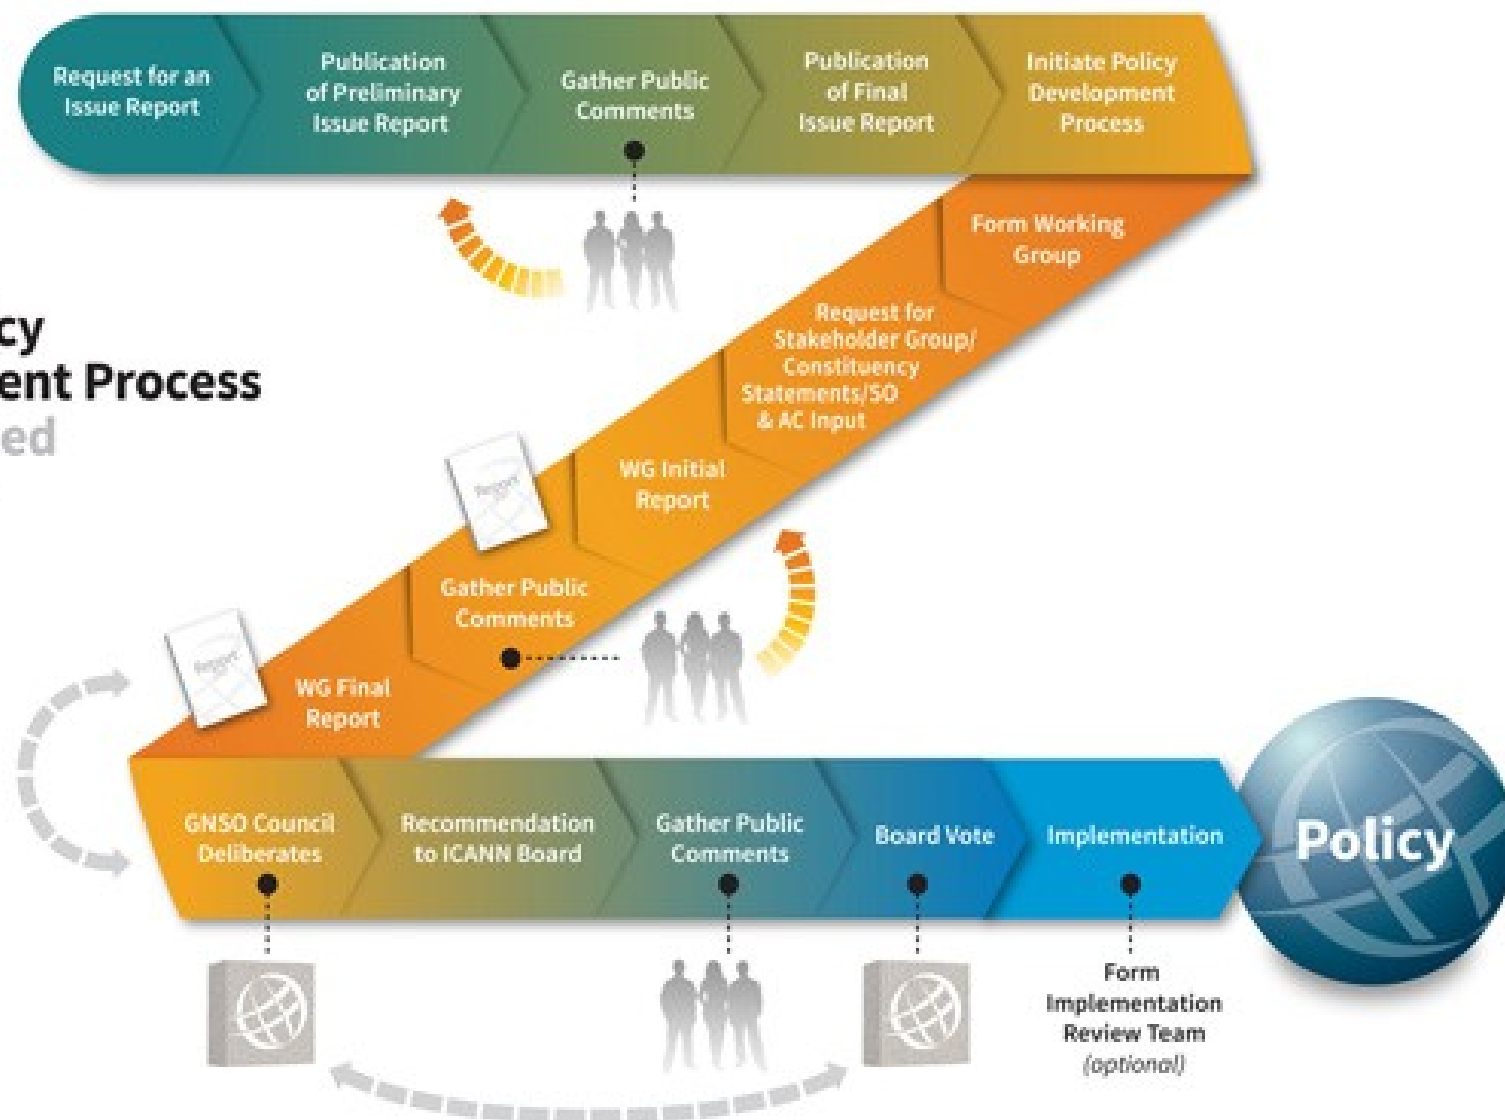 Request for an
Issue Report
Publication
of Preliminary
Issue Report
Gather Public
Comments
Publication
of Final
Issue Report
Initiate Policy
Development
Process
Form Working
Group
Request for
Stakeholder Group/
Constituency
Statements/SO
& AC Input
cy
ent Process
ed
WG Initial
Report
Report
Gather Public
Comments
Report
WG Final
Report
GNSO Council
Deliberates
Recommendation
to ICANN Board
Gather Public
Comments
Board Vote
Implementation
Policy
Form
Implementation
Review Team
(optional)